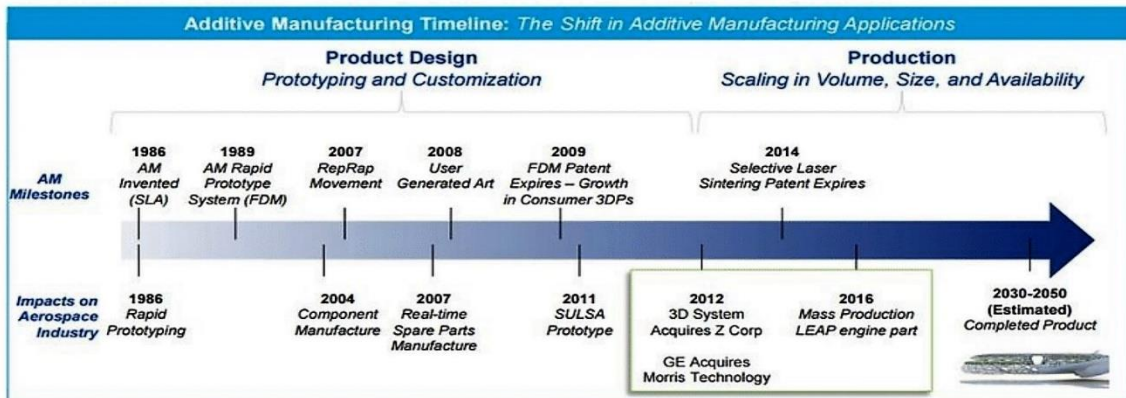 Additive Manufacturing Timeline: The Shift in Additive Manufacturing Applications
Product Design
Prototyping and Customization
Production
Scaling in Volume, Size, and Availability
AM
Milestones
1986
AM
Invented
(SLA)
1989
AM Rapid
Prototype
System (FDM)
2007
RepRap
Movement
2008
User
Generated Art
2009
FDM Patent
Expires – Growth
in Consumer 3DPs
2014
Selective Laser
Sintering Patent Expires
Impacts on
Aerospace
Industry
1986
Rapid
Prototyping
2004
Component
Manufacture
2007
Real-time
Spare Parts
Manufacture
2011
SULSA
Prototype
2012
3D System
Acquires Z Corp
GE Acquires
Morris Technology
2016
Mass Production
LEAP engine part
2030-2050
(Estimated)
Completed Product